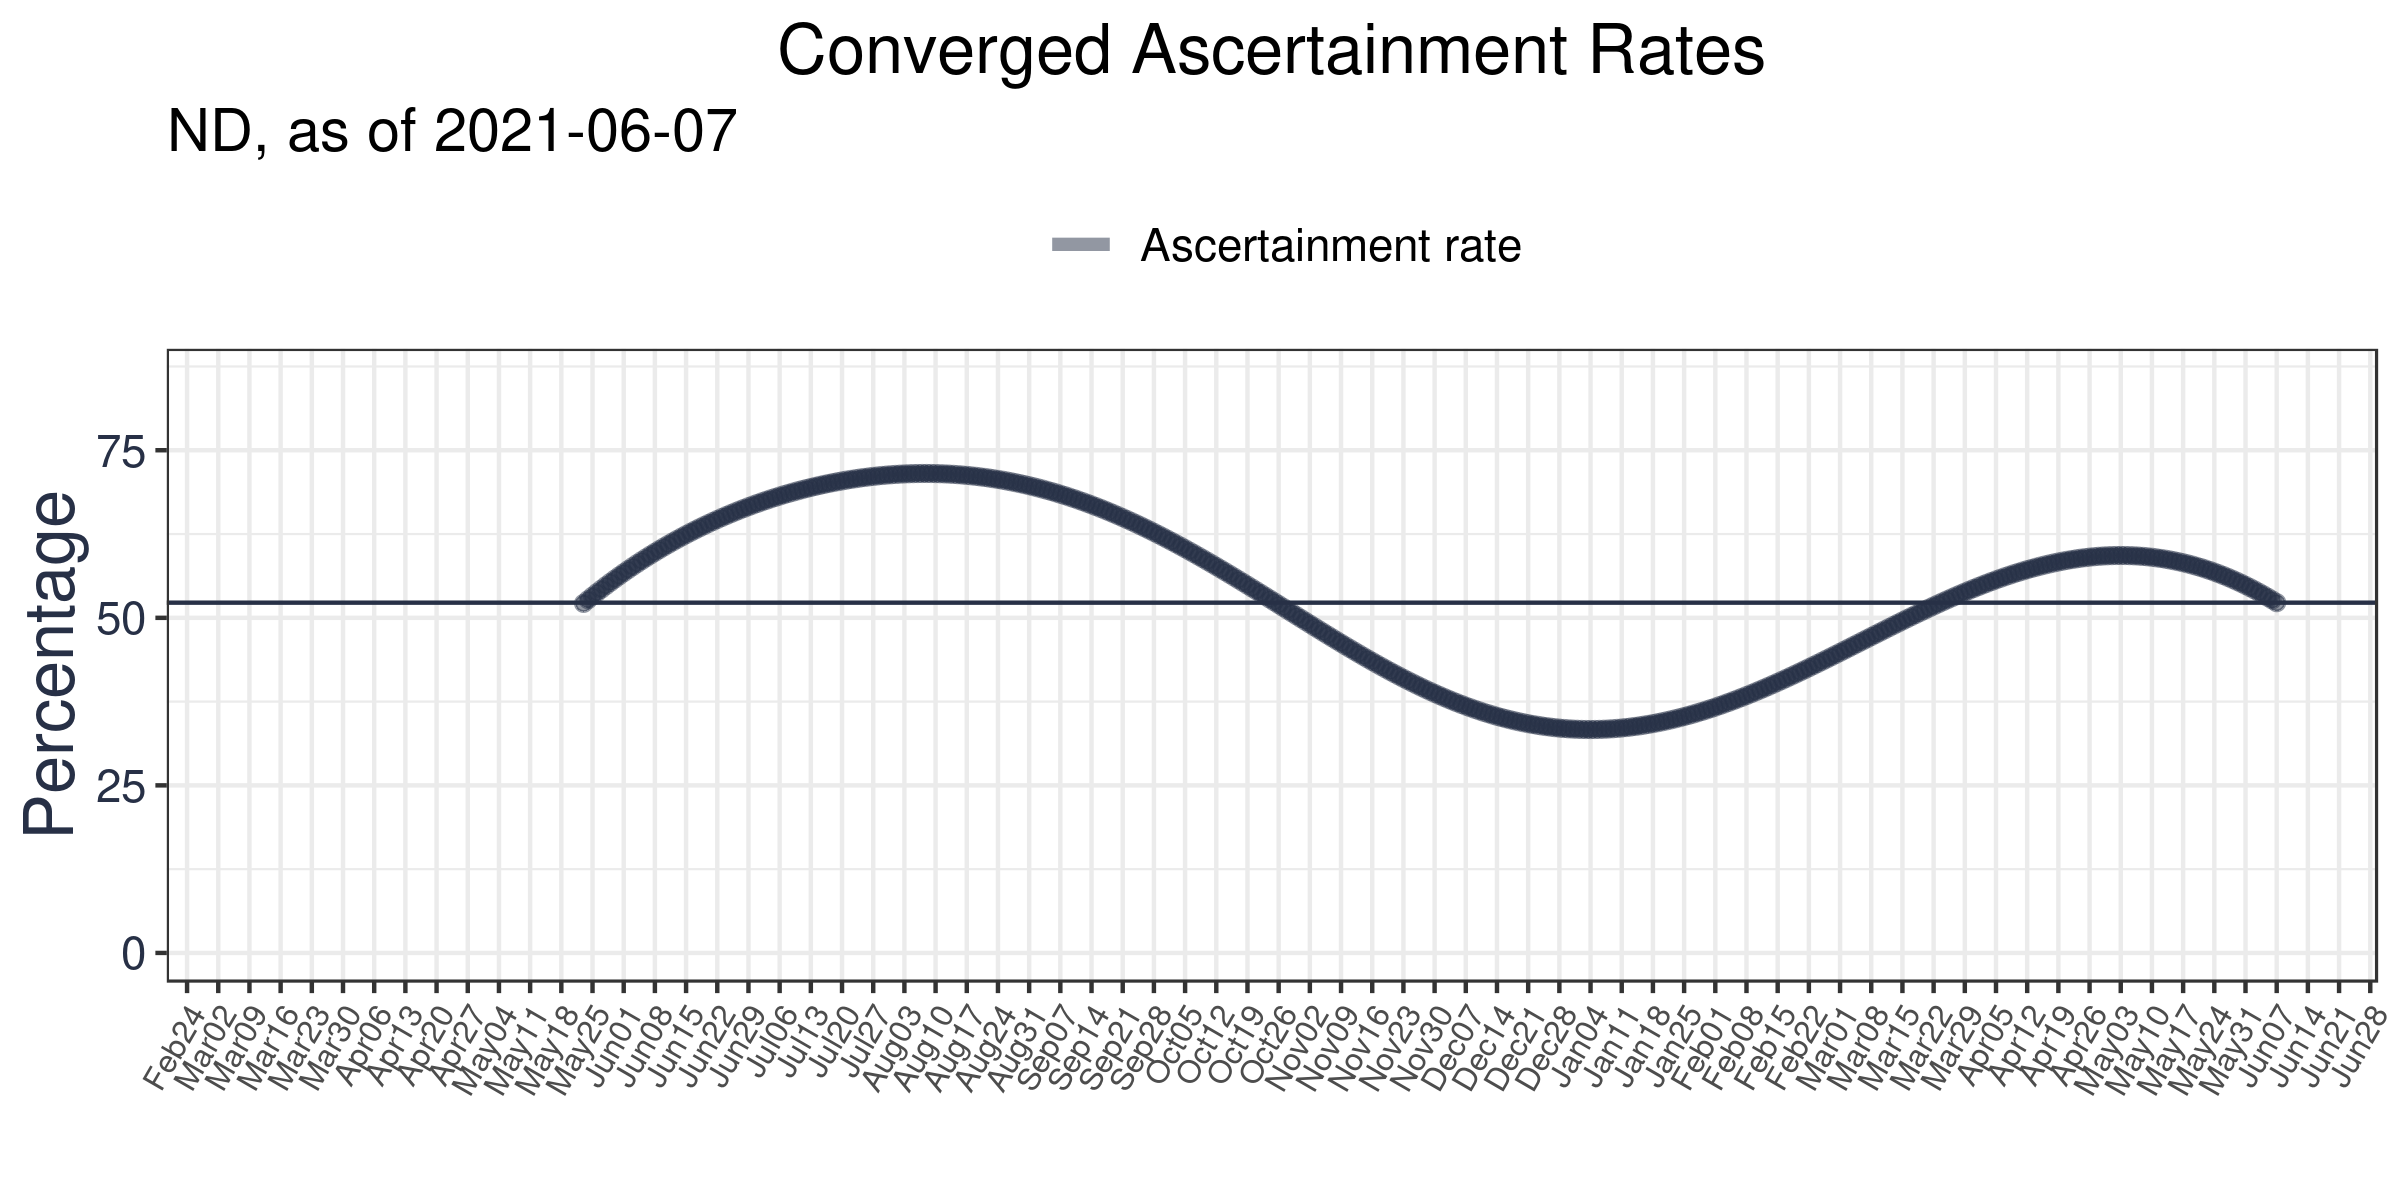 Converged Ascertainment Rates
ND, as of 2021-06-07
Ascertainment rate
Percentage
75
50
25
0
Feb24 Mar02 Mar09 Mar16 Mar23 Mar30 Apr06 Apr13 Apr20 Apr27 May04 May11 May18 May25 Jun01 Jun08 Jun15 Jun22 Jun29 Jul06 Jul13 Jul20 Jul27 Aug03 Aug10 Aug17 Aug24 Aug31 Sep07 Sep14 Sep21 Sep28 Oct05 Oct12 Oct19 Oct26 Nov02 Nov09 Nov16 Nov23 Nov30 Dec07 Dec14 Dec21 Dec28 Jan04 Jan11 Jan18 Jan25 Feb01 Feb08 Feb15 Feb22 Mar01 Mar08 Mar15 Mar22 Mar29 Apr05 Apr12 Apr19 Apr26 May03 May10 May17 May24 May31 Jun07 Jun14 Jun21 Jun28